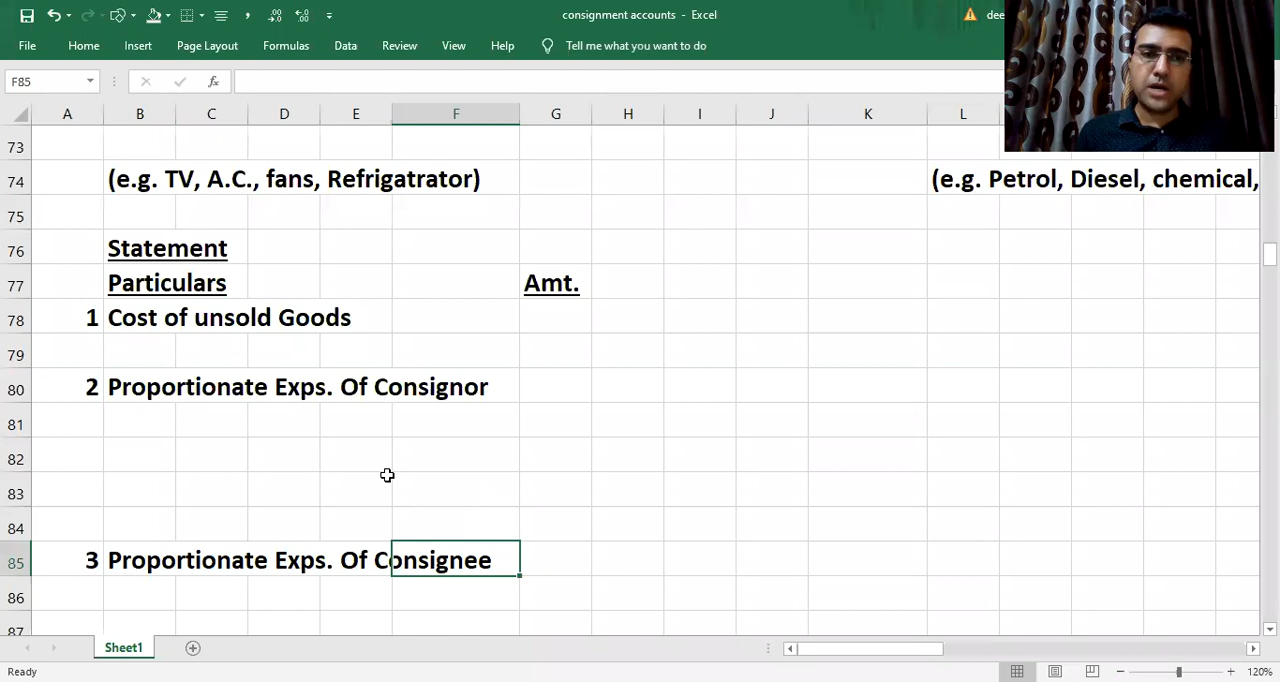 consignment accounts - Excel
dee
File Home Insert Page Layout Formulas Data Review View Help Tell me what you want to do
F85
fx
A B C D E F G H I J K L
73
74 (e.g. TV, A.C., fans, Refrigatrator) (e.g. Petrol, Diesel, chemical,
75
76 Statement
77 Particulars Amt.
78 1 Cost of unsold Goods
79
80 2 Proportionate Exps. Of Consignor
81
82
83
84
85 3 Proportionate Exps. Of Consignee
86
87
Sheet1
Ready 120%